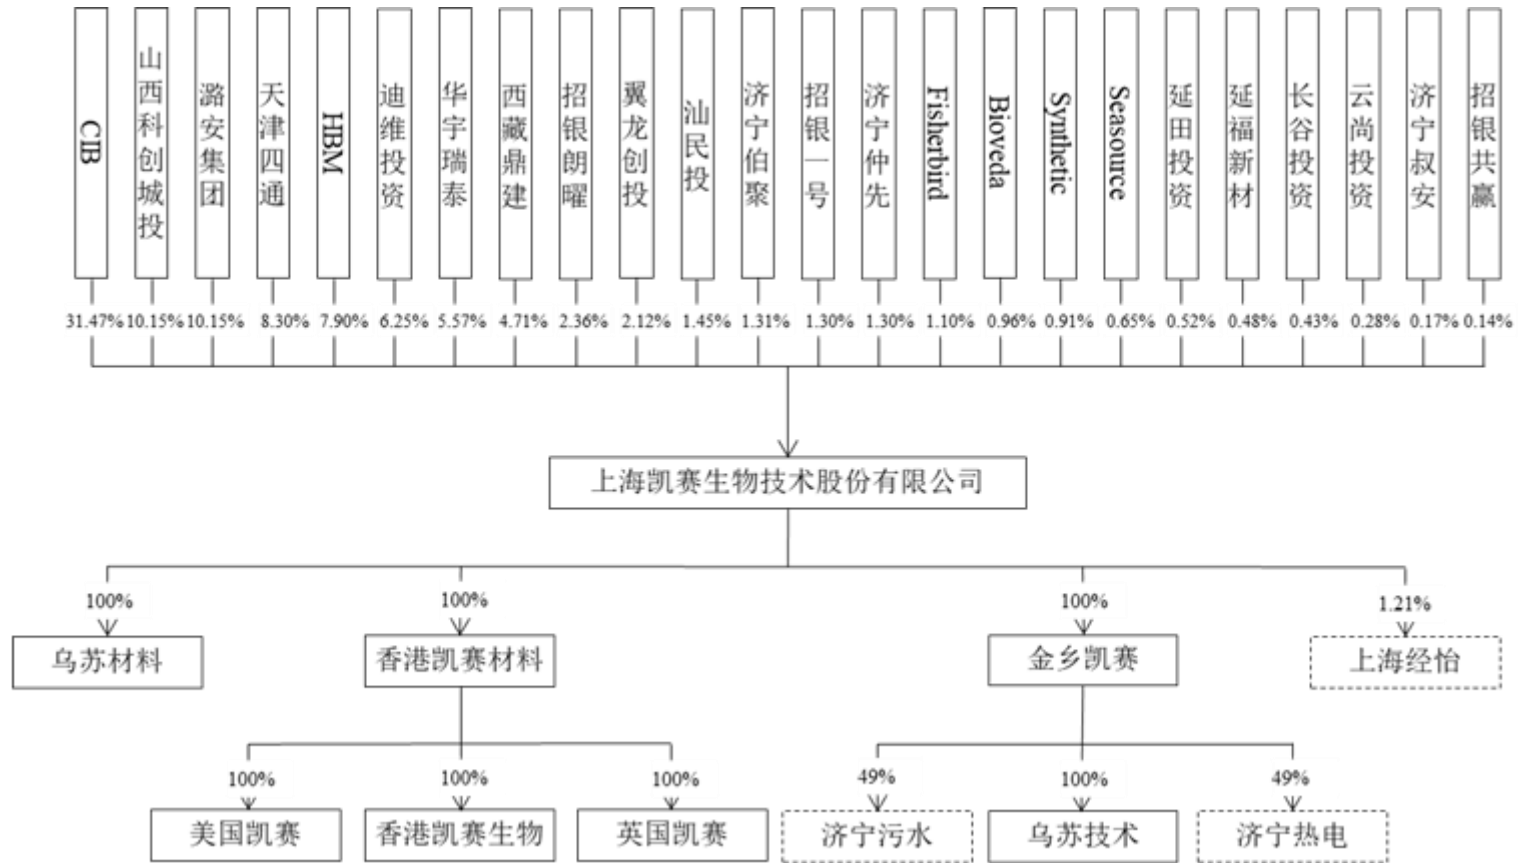 CIB
山西科创城投
潞安集团
天津四通
HBM
迪维投资
华宇瑞泰
西藏鼎建
招银朗曜
翼龙创投
汕民投
济宁伯聚
招银一号
济宁仲先
Fisherbird
Bioveda
Synthetic
Seasource
延田投资
延福新材
长谷投资
云尚投资
济宁叔安
招银共赢
31.47% 10.15% 10.15% 8.30% 7.90% 6.25% 5.57% 4.71% 2.36% 2.12% 1.45% 1.31% 1.30% 1.30% 1.10% 0.96% 0.91% 0.65% 0.52% 0.48% 0.43% 0.28% 0.17% 0.14%
上海凯赛生物技术股份有限公司
100% 100% 100% 1.21%
乌苏材料 香港凯赛材料 金乡凯赛 上海经怡
100% 100% 100% 49% 100% 49%
美国凯赛 香港凯赛生物 英国凯赛 济宁污水 乌苏技术 济宁热电